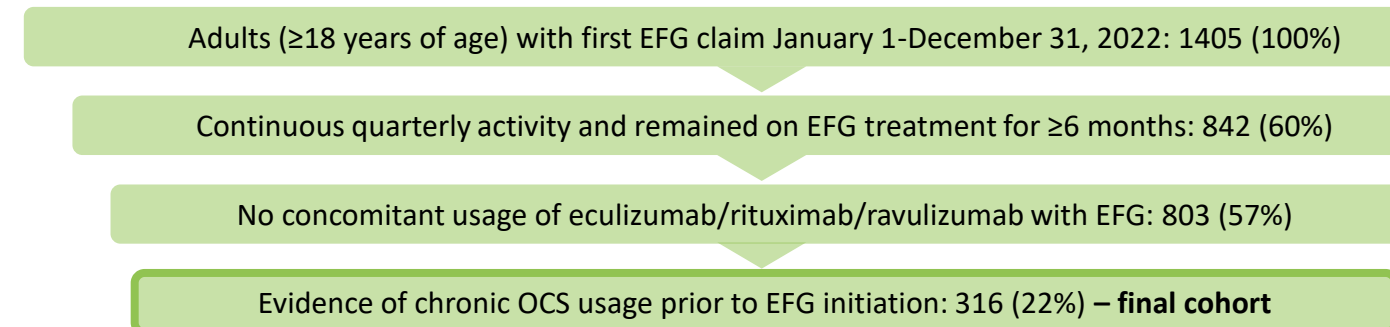 Adults (≥18 years of age) with first EFG claim January 1-December 31, 2022: 1405 (100%)
Continuous quarterly activity and remained on EFG treatment for ≥6 months: 842 (60%)
No concomitant usage of eculizumab/rituximab/ravulizumab with EFG: 803 (57%)
Evidence of chronic OCS usage prior to EFG initiation: 316 (22%) – final cohort